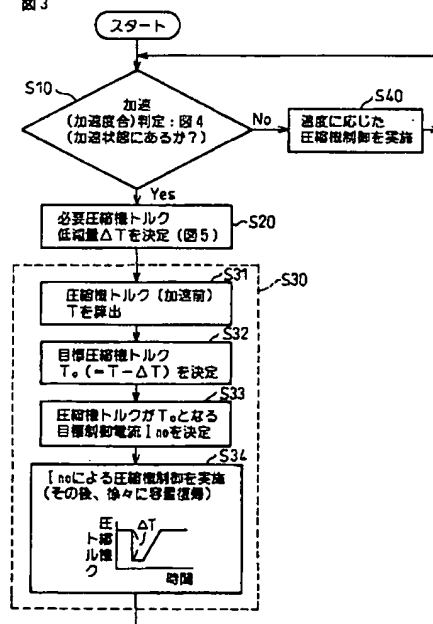 図3
スタート
S10
加速
(加速度合)判定：図4
(加速状態にあるか？)
No
S40
温度に応じた
圧縮機制御を実施
Yes
必要圧縮機トルク
低減量ΔTを決定(図5)
S20
S30
S31
圧縮機トルク(加速前)
Tを算出
S32
目標圧縮機トルク
To(=T−ΔT)を決定
S33
圧縮機トルクがToとなる
目標制御電流Inoを決定
S34
Inoによる圧縮機制御を実施
(その後、徐々に容量復帰)
圧縮機トルク
ΔT
時間